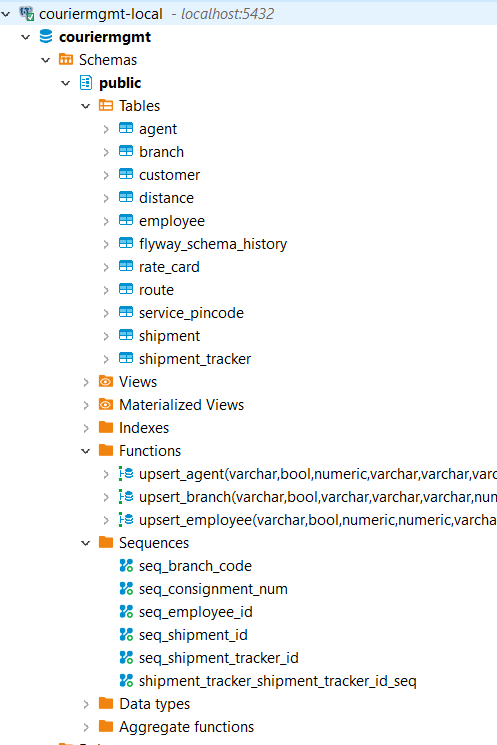 couriermgmt-local - localhost:5432
couriermgmt
Schemas
public
Tables
agent
branch
customer
distance
employee
flyway_schema_history
rate_card
route
service_pincode
shipment
shipment_tracker
Views
Materialized Views
Indexes
Functions
upsert_agent(varchar,bool,numeric,varchar,varchar,varc
upsert_branch(varchar,bool,varchar,varchar,varchar,num
upsert_employee(varchar,bool,numeric,numeric,varcha
Sequences
seq_branch_code
seq_consignment_num
seq_employee_id
seq_shipment_id
seq_shipment_tracker_id
shipment_tracker_shipment_tracker_id_seq
Data types
Aggregate functions